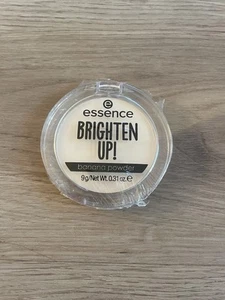 e
essence
BRIGHTEN
UP!
banana powder
9g/Net Wt. 0.31 oz. ℮